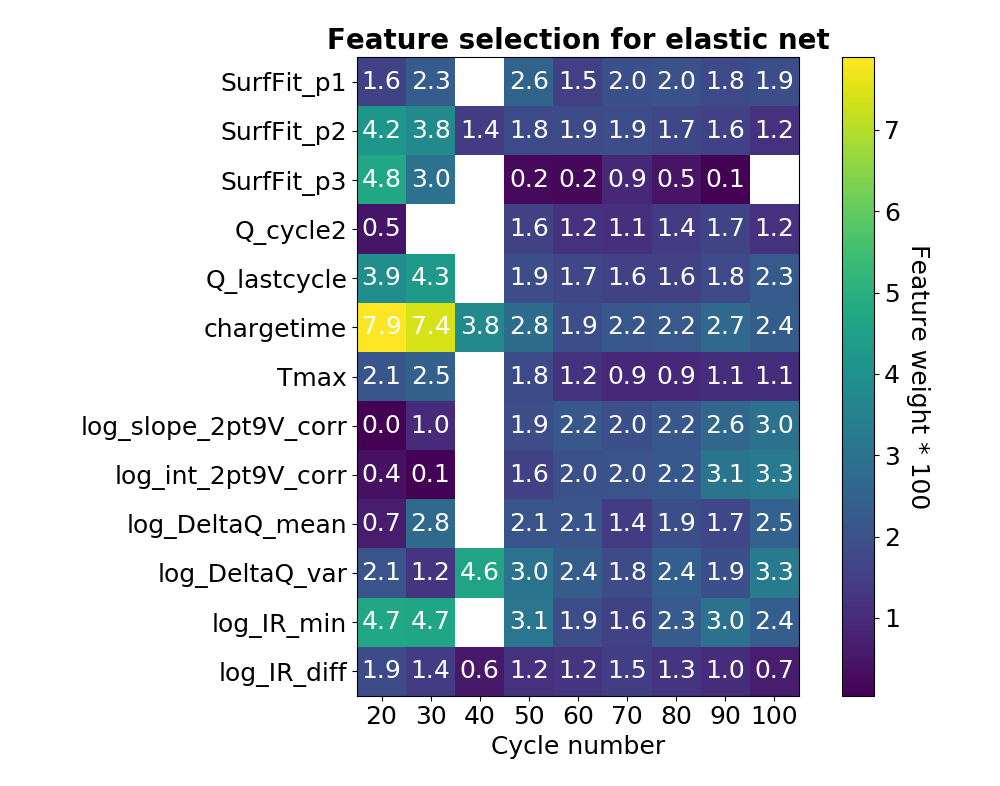 Feature selection for elastic net
SurfFit_p1 1.6 2.3 2.6 1.5 2.0 2.0 1.8 1.9
SurfFit_p2 4.2 3.8 1.4 1.8 1.9 1.9 1.7 1.6 1.2
SurfFit_p3 4.8 3.0 0.2 0.2 0.9 0.5 0.1
Q_cycle2 0.5 1.6 1.2 1.1 1.4 1.7 1.2
Q_lastcycle 3.9 4.3 1.9 1.7 1.6 1.6 1.8 2.3
chargetime 7.9 7.4 3.8 2.8 1.9 2.2 2.2 2.7 2.4
Tmax 2.1 2.5 1.8 1.2 0.9 0.9 1.1 1.1
log_slope_2pt9V_corr 0.0 1.0 1.9 2.2 2.0 2.2 2.6 3.0
log_int_2pt9V_corr 0.4 0.1 1.6 2.0 2.0 2.2 3.1 3.3
log_DeltaQ_mean 0.7 2.8 2.1 2.1 1.4 1.9 1.7 2.5
log_DeltaQ_var 2.1 1.2 4.6 3.0 2.4 1.8 2.4 1.9 3.3
log_IR_min 4.7 4.7 3.1 1.9 1.6 2.3 3.0 2.4
log_IR_diff 1.9 1.4 0.6 1.2 1.2 1.5 1.3 1.0 0.7
20 30 40 50 60 70 80 90 100
Cycle number
7
6
5
4
3
2
1
Feature weight * 100